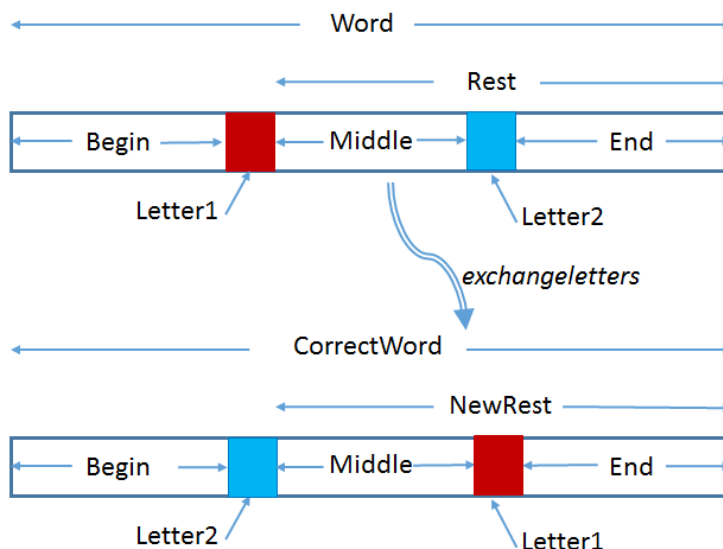 Word
Rest
Begin Middle End
Letter1 Letter2
exchangeletters
CorrectWord
NewRest
Begin Middle End
Letter2 Letter1